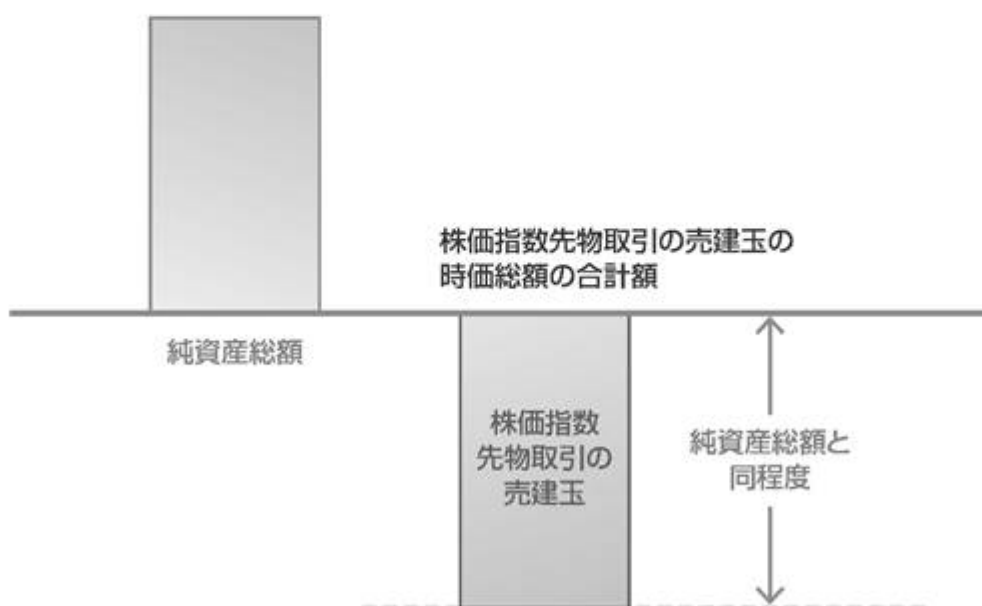 株価指数先物取引の売建玉の
時価総額の合計額
純資産総額
株価指数
先物取引の
売建玉
純資産総額と
同程度